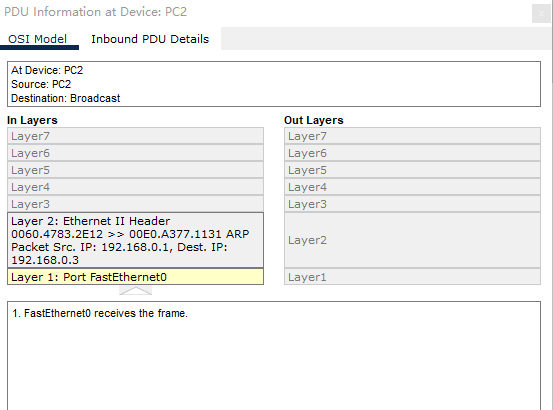 PDU Information at Device: PC2
x
OSI Model Inbound PDU Details
At Device: PC2
Source: PC2
Destination: Broadcast
In Layers Out Layers
Layer7 Layer7
Layer6 Layer6
Layer5 Layer5
Layer4 Layer4
Layer3 Layer3
Layer 2: Ethernet II Header
0060.4783.2E12 >> 00E0.A377.1131 ARP
Packet Src. IP: 192.168.0.1, Dest. IP:
192.168.0.3
Layer2
Layer 1: Port FastEthernet0 Layer1
1. FastEthernet0 receives the frame.